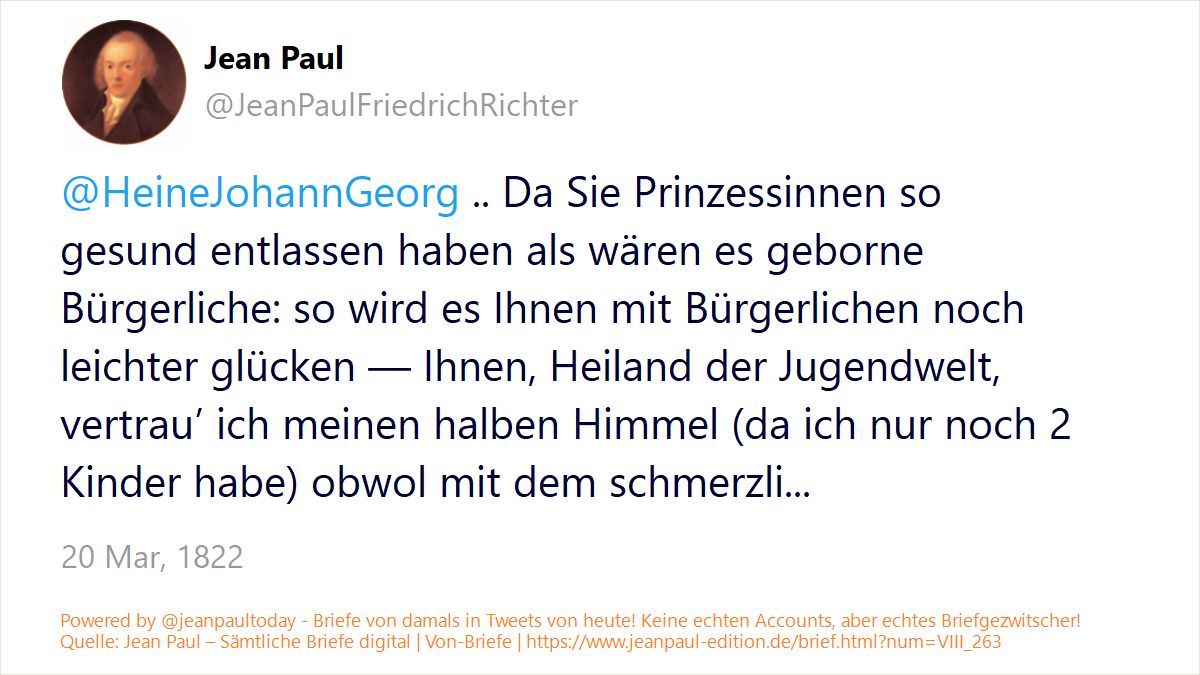 Jean Paul
@JeanPaulFriedrichRichter
@HeineJohannGeorg .. Da Sie Prinzessinnen so
gesund entlassen haben als wären es geborne
Bürgerliche: so wird es Ihnen mit Bürgerlichen noch
leichter glücken — Ihnen, Heiland der Jugendwelt,
vertrau’ ich meinen halben Himmel (da ich nur noch 2
Kinder habe) obwol mit dem schmerzli...
20 Mar, 1822
Powered by @jeanpaultoday - Briefe von damals in Tweets von heute! Keine echten Accounts, aber echtes Briefgezwitscher!
Quelle: Jean Paul – Sämtliche Briefe digital | Von-Briefe | https://www.jeanpaul-edition.de/brief.html?num=VIII_263